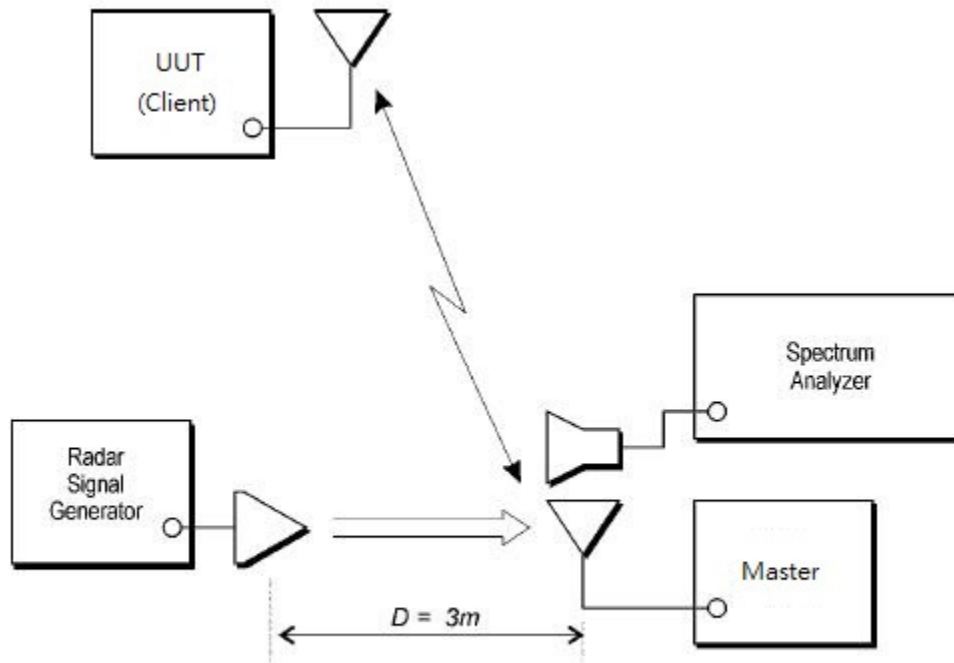 UUT
(Client)
Spectrum
Analyzer
Radar
Signal
Generator
Master
D = 3m